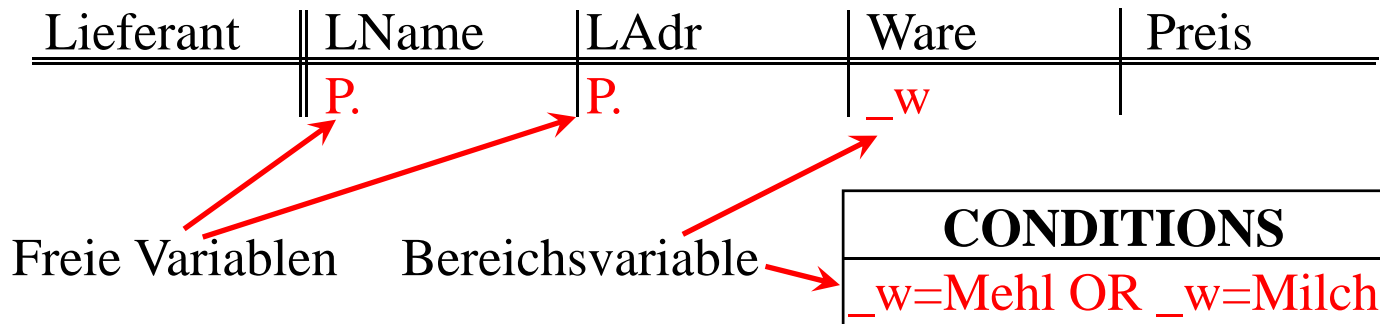 Lieferant LName LAdr Ware Preis
P. P. _w
CONDITIONS
Freie Variablen Bereichsvariable
_w=Mehl OR _w=Milch